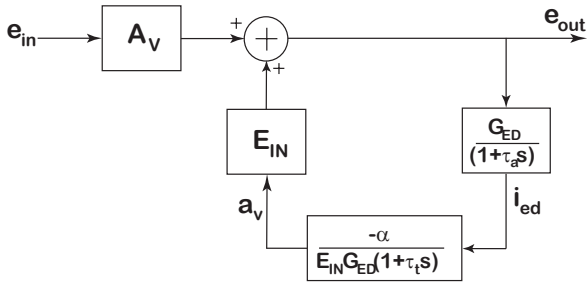 e_in
A_V
+
+
+
e_out
E_IN
G_ED
(1+τ_a s)
a_v
i_ed
-α
E_IN G_ED(1+τ_t s)